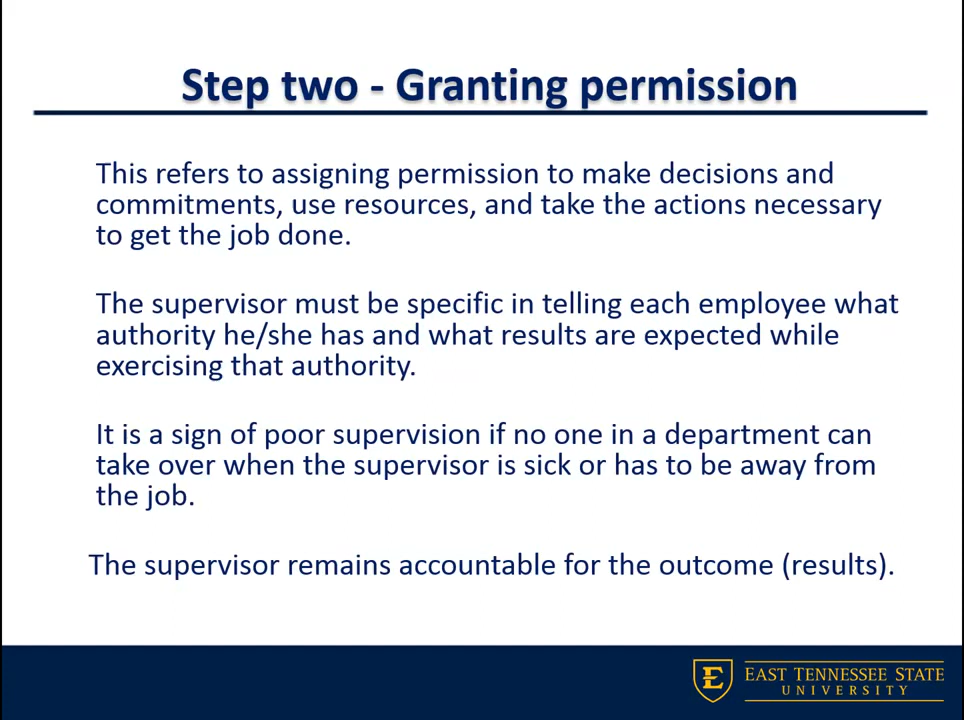 Step two - Granting permission
This refers to assigning permission to make decisions and
commitments, use resources, and take the actions necessary
to get the job done.
The supervisor must be specific in telling each employee what
authority he/she has and what results are expected while
exercising that authority.
It is a sign of poor supervision if no one in a department can
take over when the supervisor is sick or has to be away from
the job.
The supervisor remains accountable for the outcome (results).
E
EAST TENNESSEE STATE
UNIVERSITY